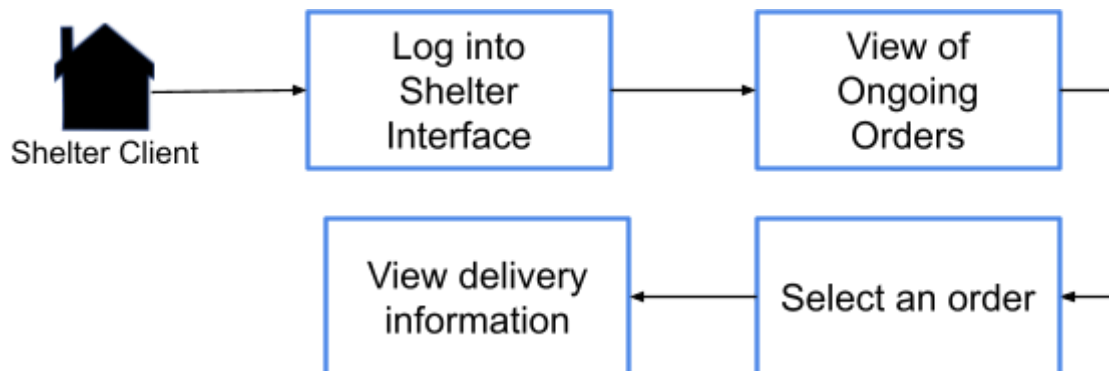 Shelter Client
Log into
Shelter
Interface
View of
Ongoing
Orders
Select an order
View delivery
information